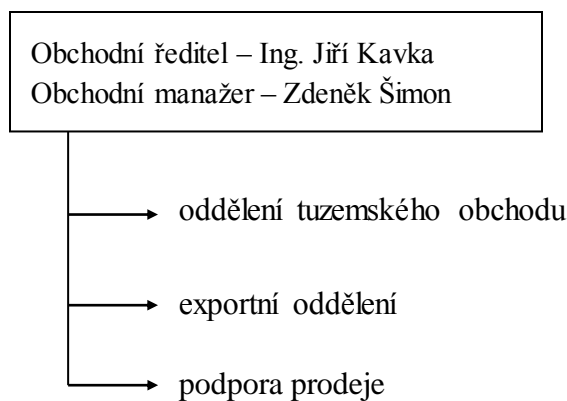 Obchodní ředitel – Ing. Jiří Kavka
Obchodní manažer – Zdeněk Šimon
oddělení tuzemského obchodu
exportní oddělení
podpora prodeje